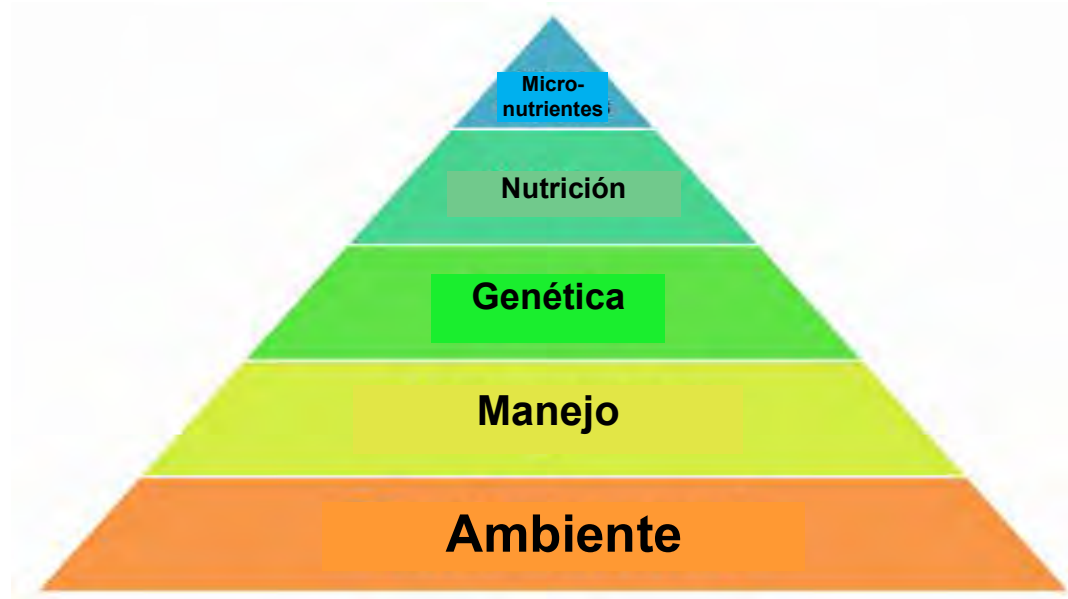 Micro-
nutrientes
Nutrición
Genética
Manejo
Ambiente